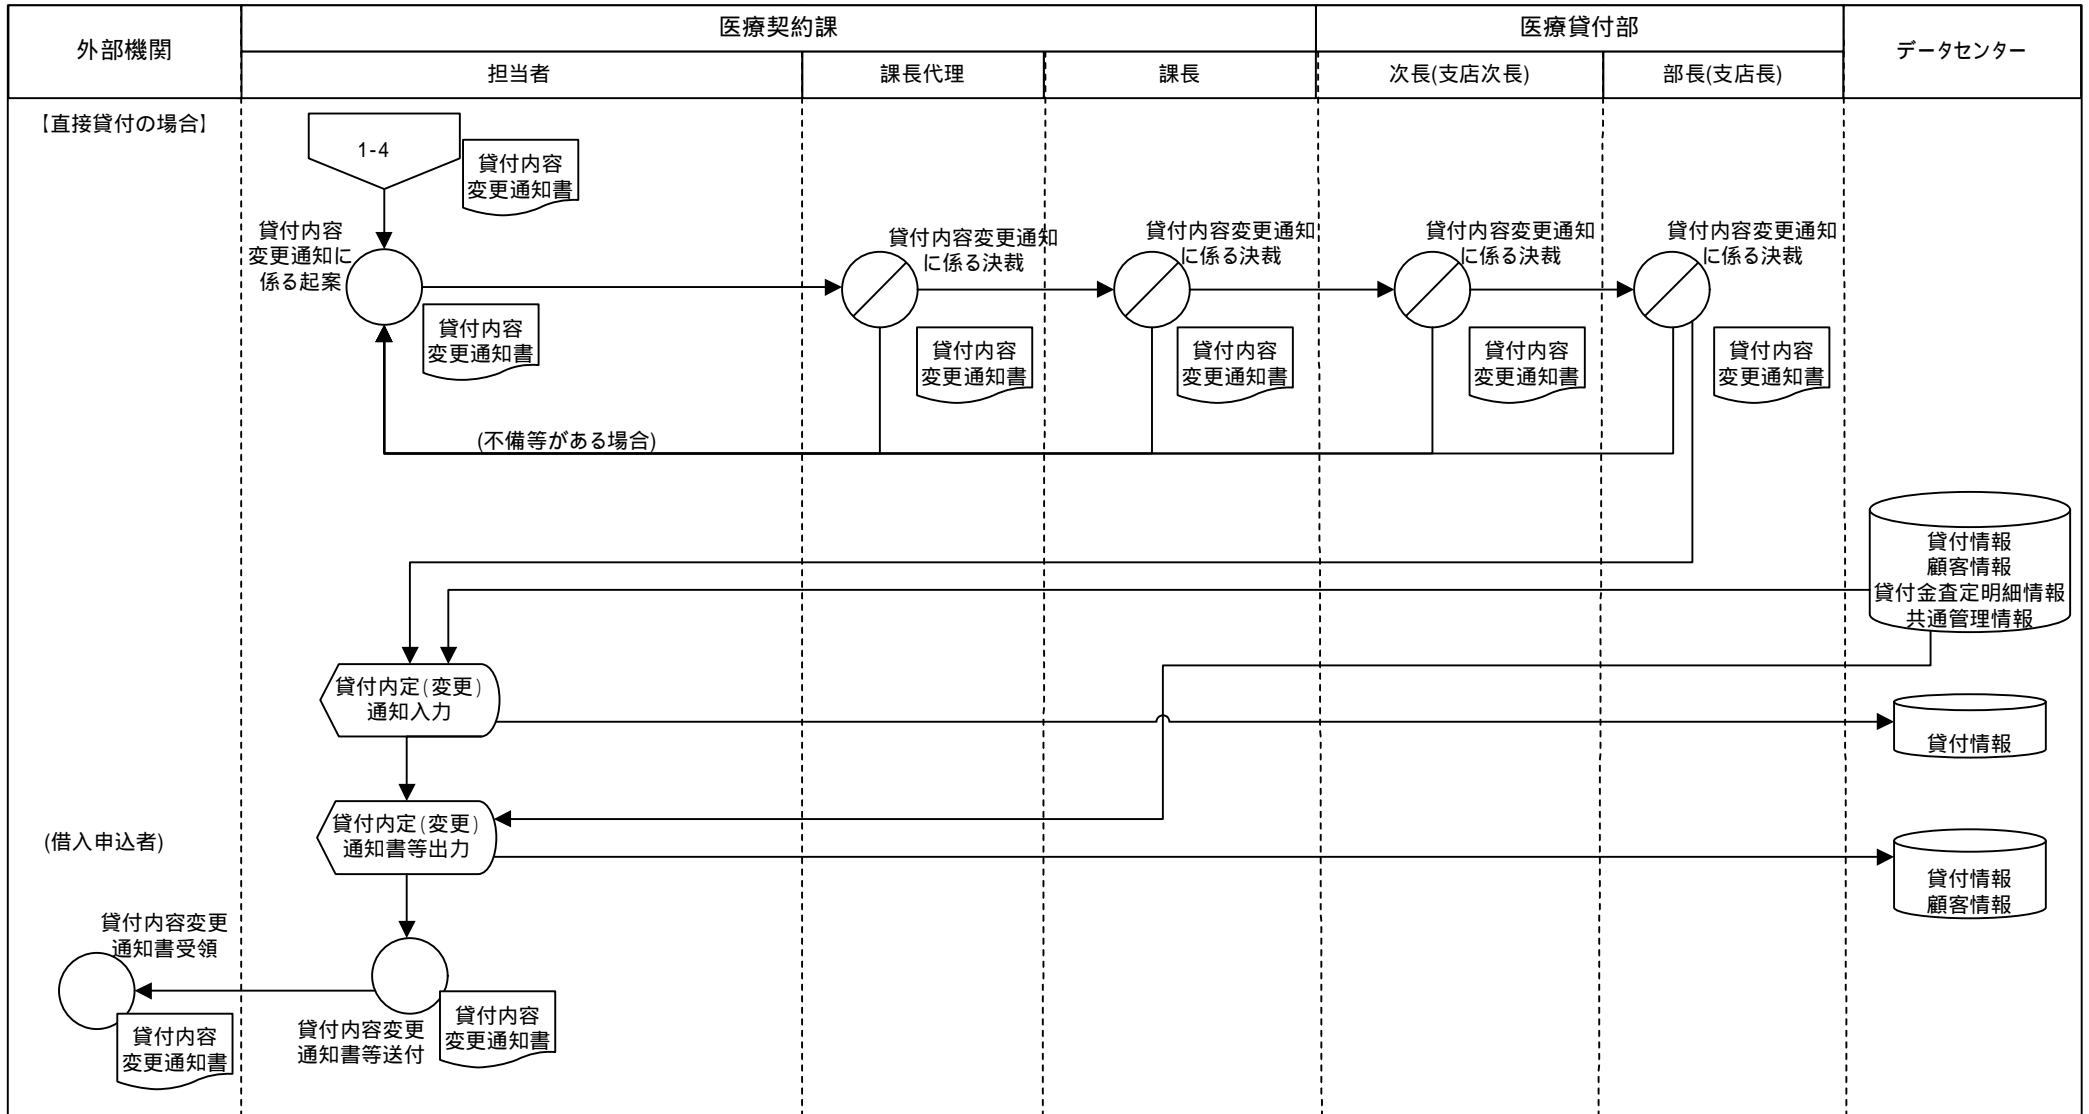 外部機関
医療契約課
医療貸付部
データセンター
担当者
課長代理
課長
次長(支店次長)
部長(支店長)
【直接貸付の場合】
1-4
貸付内容
変更通知書
貸付内容
変更通知に
係る起案
貸付内容変更通知
に係る決裁
貸付内容変更通知
に係る決裁
貸付内容変更通知
に係る決裁
貸付内容変更通知
に係る決裁
貸付内容
変更通知書
貸付内容
変更通知書
貸付内容
変更通知書
貸付内容
変更通知書
貸付内容
変更通知書
(不備等がある場合)
貸付情報
顧客情報
貸付金査定明細情報
共通管理情報
貸付内定(変更)
通知入力
貸付情報
貸付内定(変更)
通知書等出力
(借入申込者)
貸付情報
顧客情報
貸付内容変更
通知書受領
貸付内容
変更通知書
貸付内容変更
通知書等送付
貸付内容
変更通知書